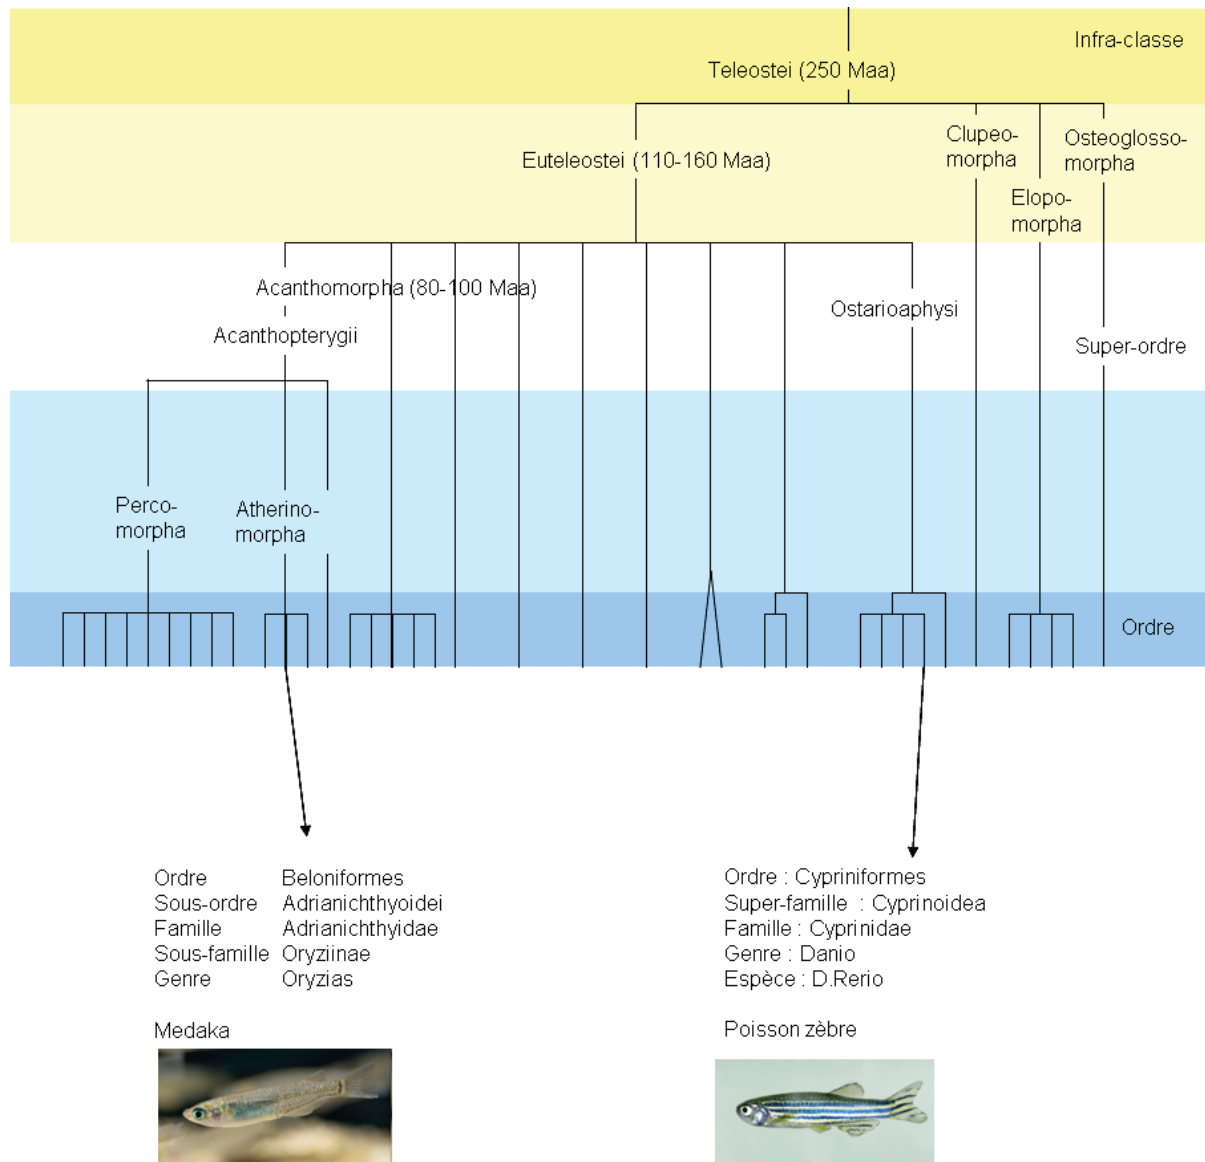 Infra-classe
Teleostei (250 Maa)
Clupeo-
morpha
Osteoglosso-
morpha
Euteleostei (110-160 Maa)
Elopo-
morpha
Acanthomorpha (80-100 Maa)
Ostarioaphysi
Acanthopterygii
Super-ordre
Perco-
morpha
Atherino-
morpha
Ordre
Ordre Beloniformes
Sous-ordre Adrianichthyoidei
Famille Adrianichthyidae
Sous-famille Oryziinae
Genre Oryzias
Medaka
Ordre : Cypriniformes
Super-famille : Cyprinoidea
Famille : Cyprinidae
Genre : Danio
Espèce : D.Rerio
Poisson zèbre